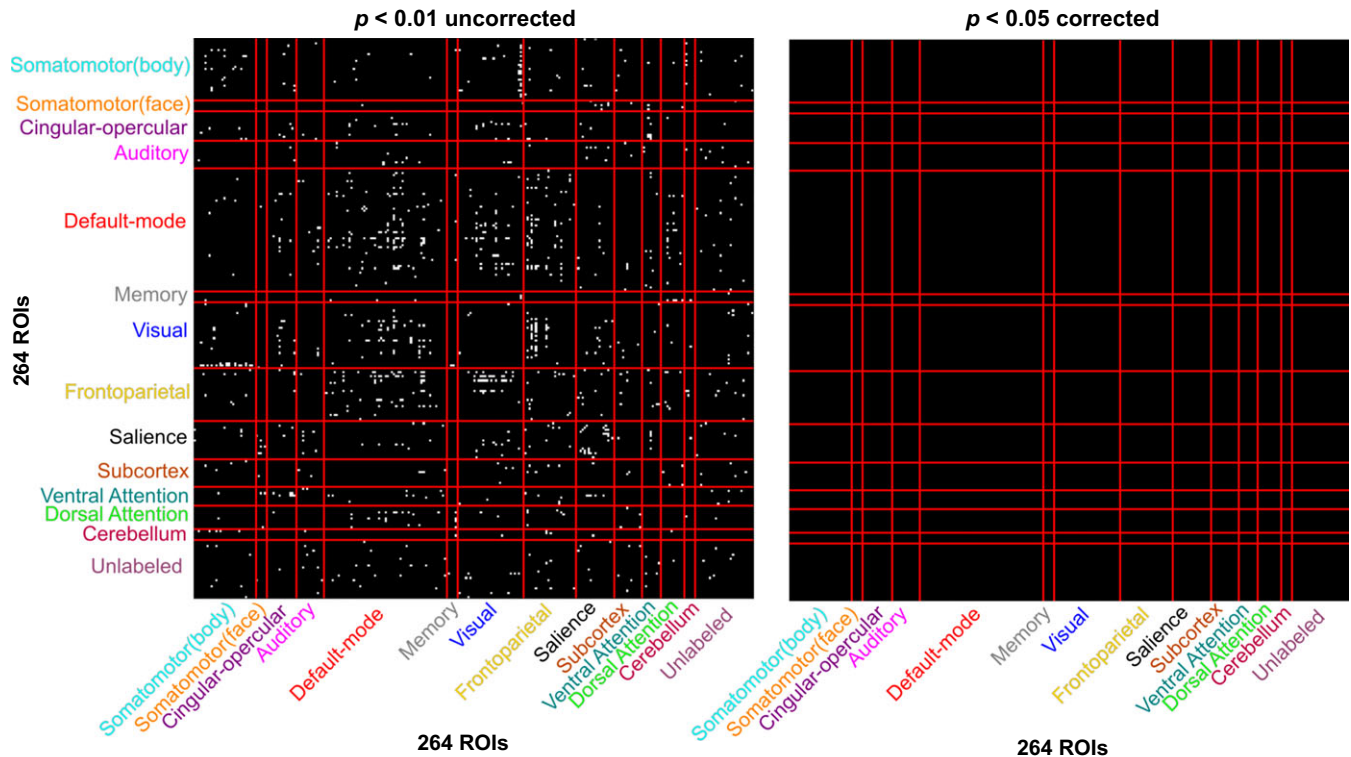 p < 0.01 uncorrected
p < 0.05 corrected
Somatomotor(body)
Somatomotor(face)
Cingular-opercular
Auditory
Default-mode
Memory
Visual
Frontoparietal
Salience
Subcortex
Ventral Attention
Dorsal Attention
Cerebellum
Unlabeled
264 ROIs
Somatomotor(body)
Somatomotor(face)
Cingular-opercular
Auditory
Default-mode
Memory
Visual
Frontoparietal
Salience
Subcortex
Ventral Attention
Dorsal Attention
Cerebellum
Unlabeled
264 ROIs
Somatomotor(body)
Somatomotor(face)
Cingular-opercular
Auditory
Default-mode
Memory
Visual
Frontoparietal
Salience
Subcortex
Ventral Attention
Dorsal Attention
Cerebellum
Unlabeled
264 ROIs